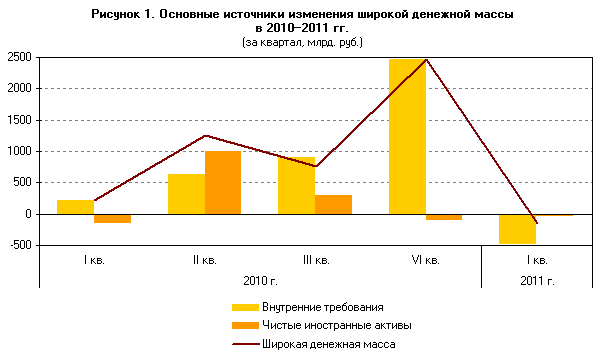 Рисунок 1. Основные источники изменения широкой денежной массы
в 2010–2011 гг.
(за квартал, млрд. руб.)
2500
2000
1500
1000
500
0
-500
I кв.
II кв.
III кв.
VI кв.
I кв.
2010 г.
2011 г.
Внутренние требования
Чистые иностранные активы
Широкая денежная масса